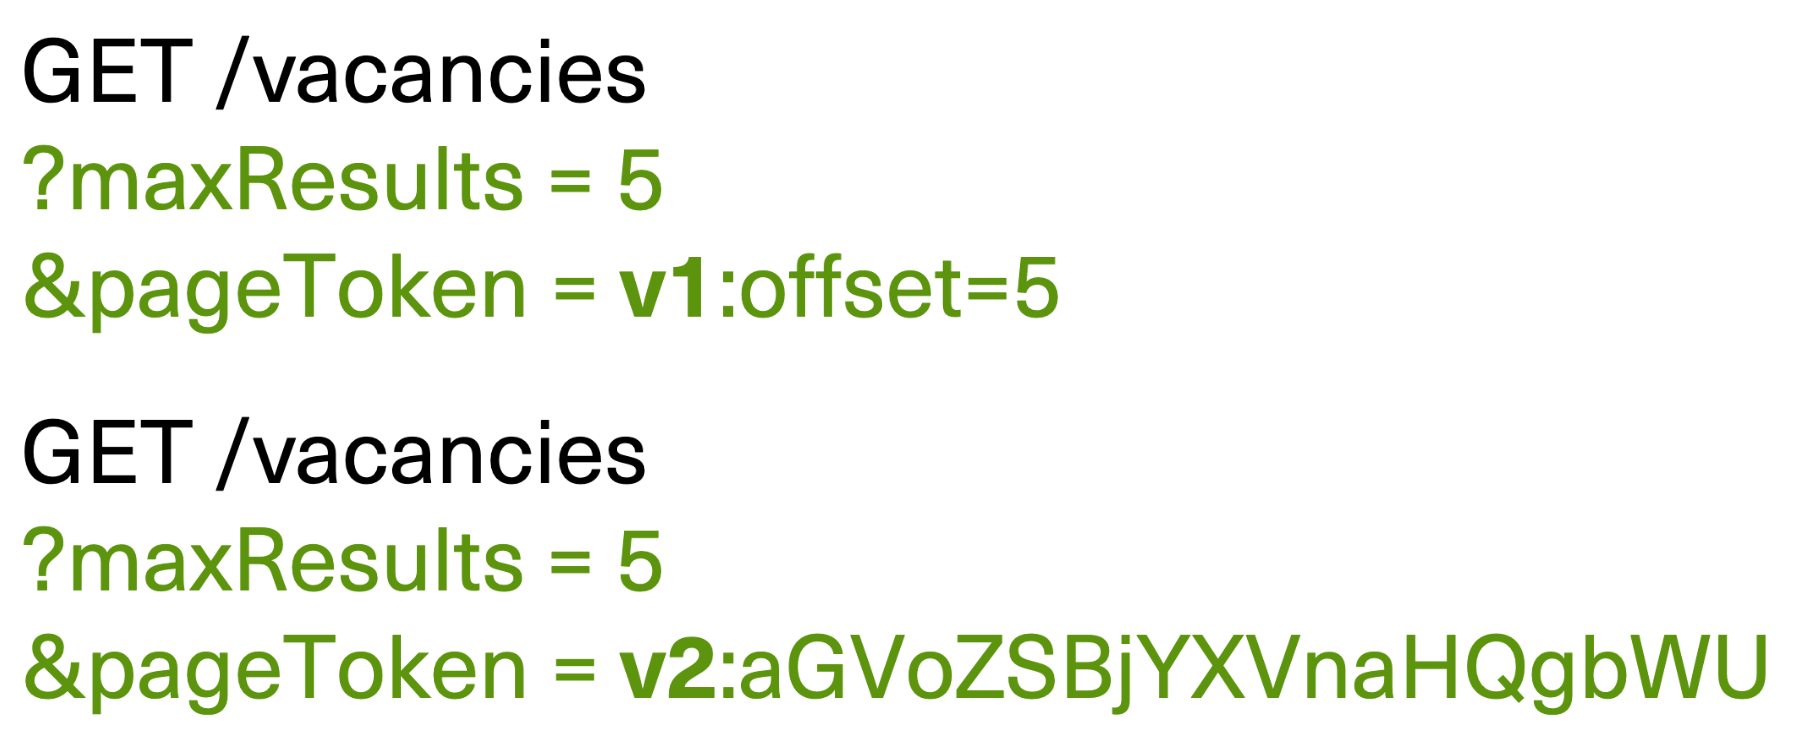 GET /vacancies
?maxResults = 5
&pageToken = v1:offset=5
GET /vacancies
?maxResults = 5
&pageToken = v2:aGVoZSBjYXVnaHQgbWU